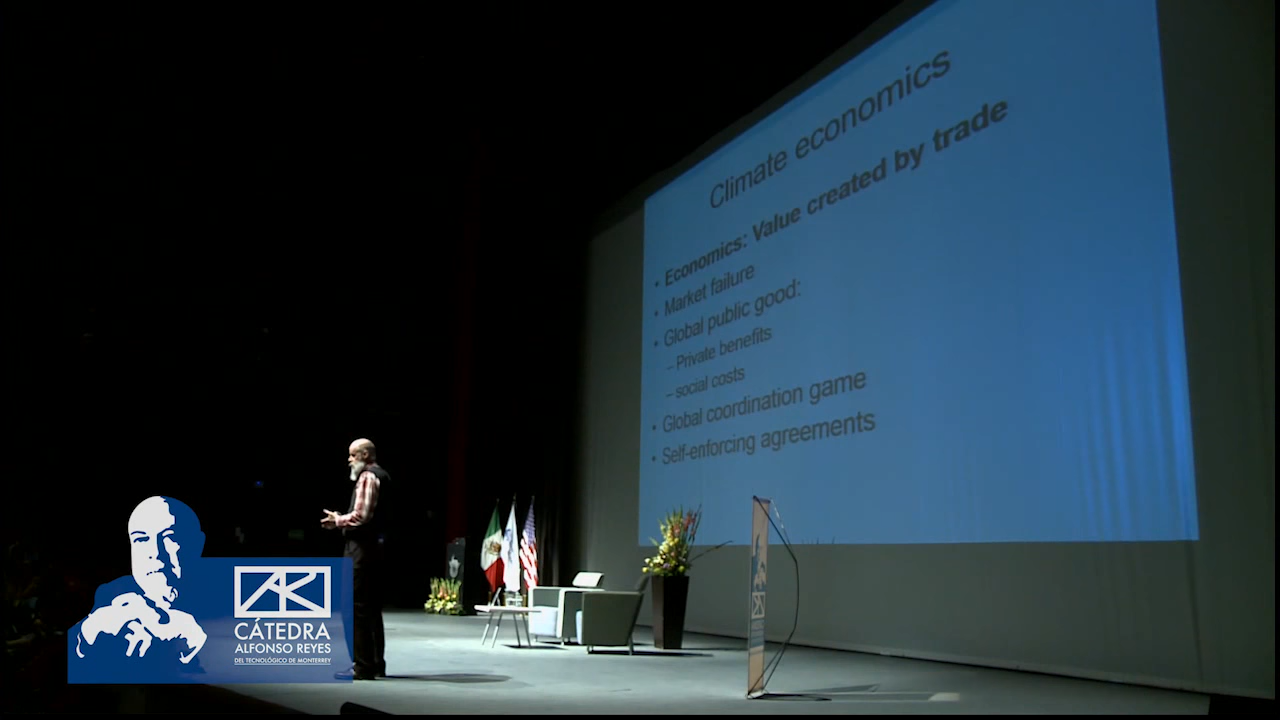 Climate economics
• Economics: Value created by trade
• Market failure
• Global public good:
– Private benefits
– social costs
• Global coordination game
• Self-enforcing agreements
AR
CÁTEDRA
ALFONSO REYES
DEL TECNOLÓGICO DE MONTERREY